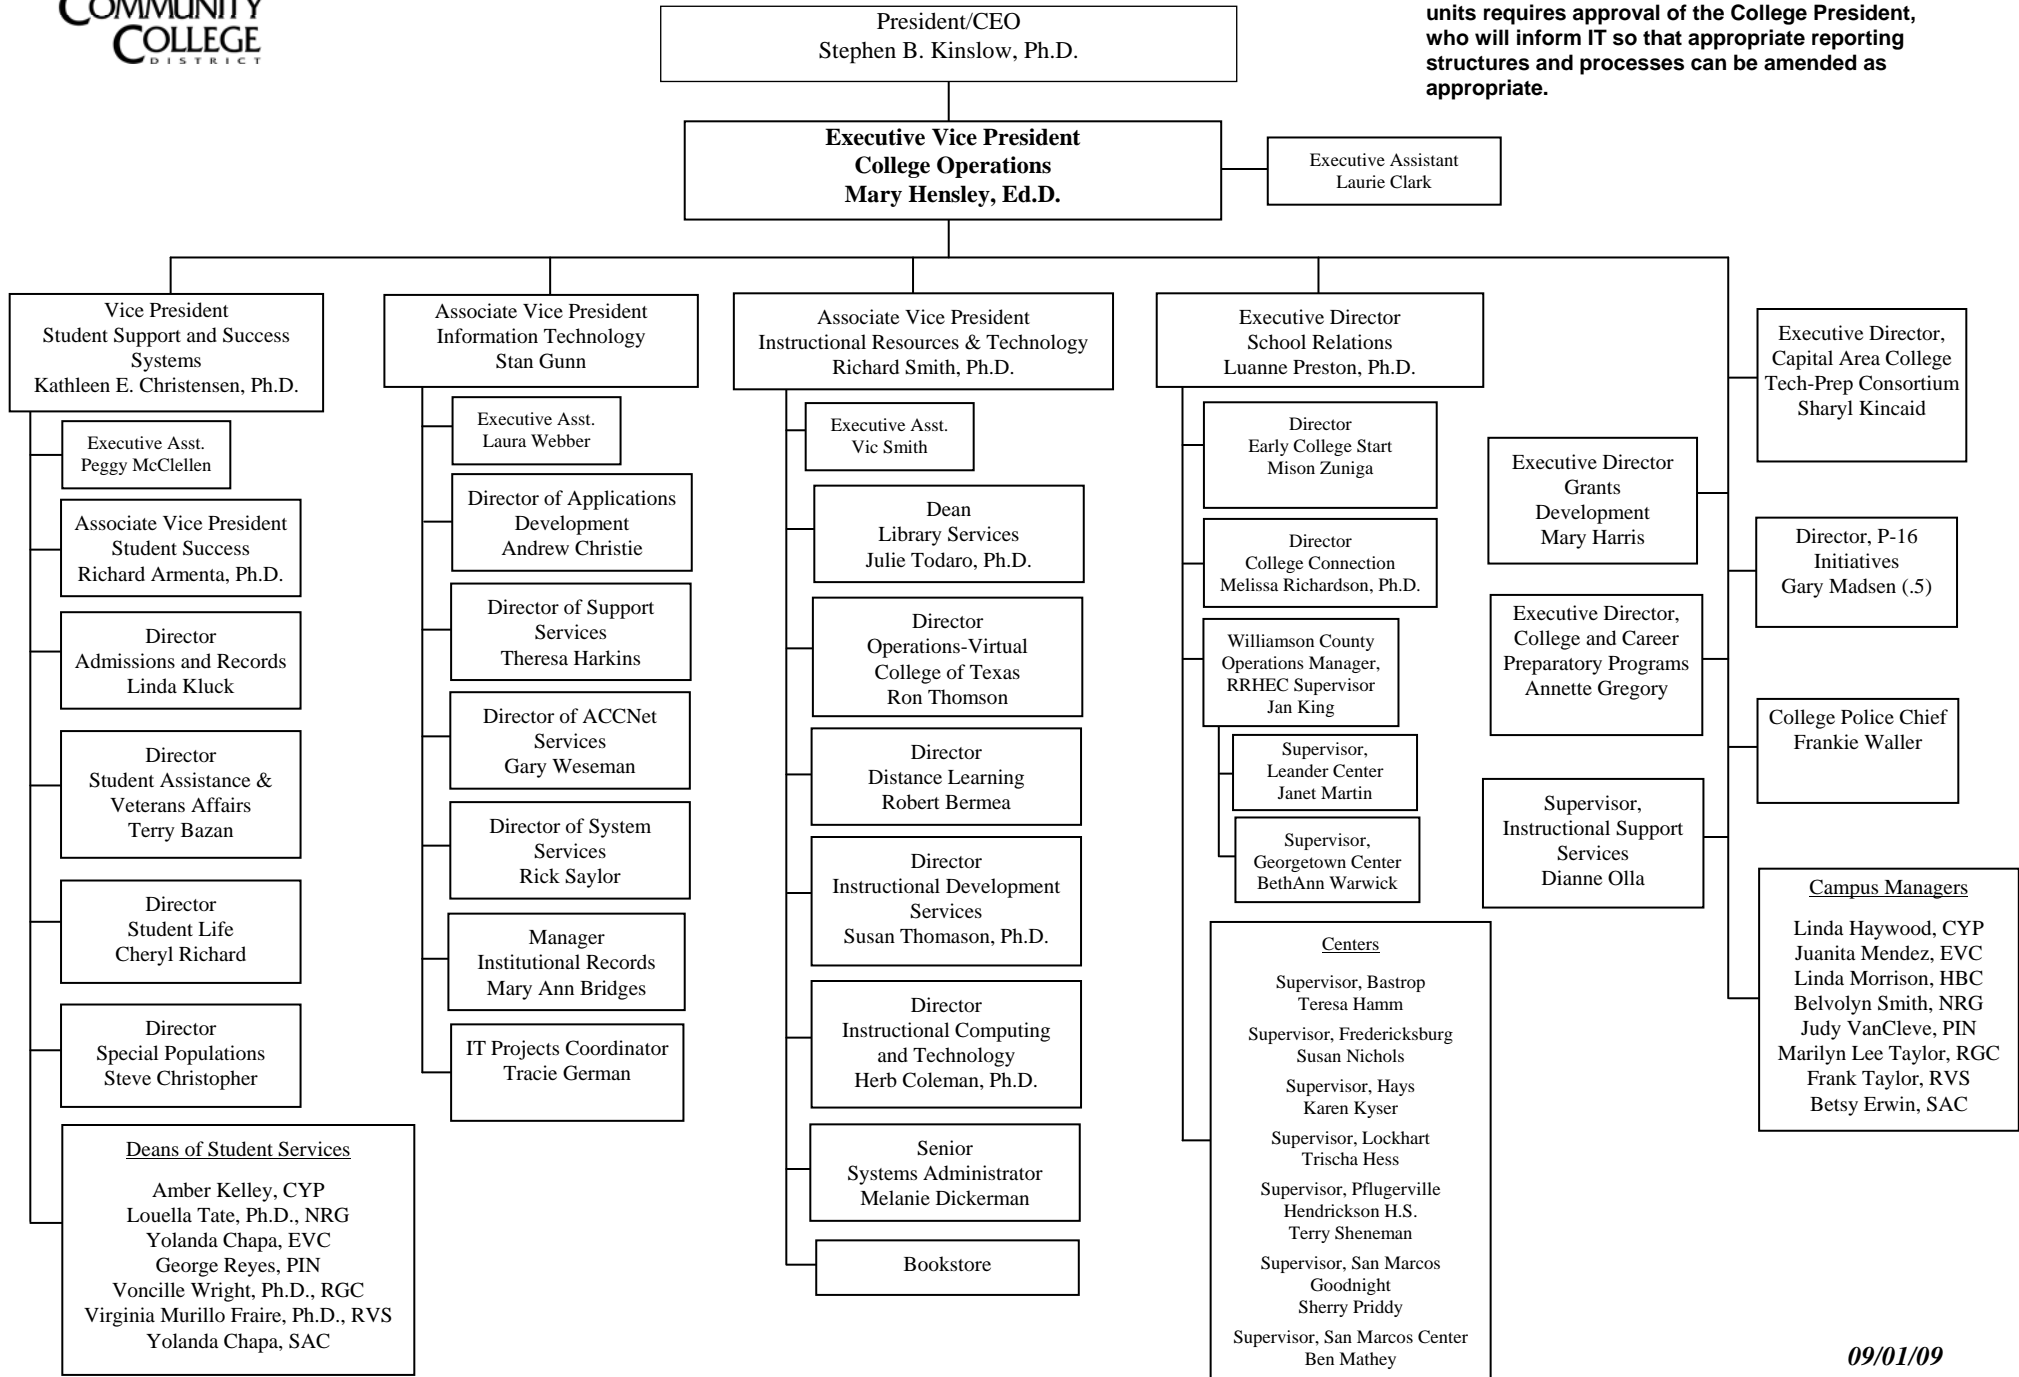 COMMUNITY
COLLEGE
DISTRICT
President/CEO
Stephen B. Kinslow, Ph.D.
units requires approval of the College President,
who will inform IT so that appropriate reporting
structures and processes can be amended as
appropriate.
Executive Vice President
College Operations
Mary Hensley, Ed.D.
Executive Assistant
Laurie Clark
Vice President
Student Support and Success
Systems
Kathleen E. Christensen, Ph.D.
Executive Asst.
Peggy McClellen
Associate Vice President
Student Success
Richard Armenta, Ph.D.
Director
Admissions and Records
Linda Kluck
Director
Student Assistance &
Veterans Affairs
Terry Bazan
Director
Student Life
Cheryl Richard
Director
Special Populations
Steve Christopher
Deans of Student Services
Amber Kelley, CYP
Louella Tate, Ph.D., NRG
Yolanda Chapa, EVC
George Reyes, PIN
Voncille Wright, Ph.D., RGC
Virginia Murillo Fraire, Ph.D., RVS
Yolanda Chapa, SAC
Associate Vice President
Information Technology
Stan Gunn
Executive Asst.
Laura Webber
Director of Applications
Development
Andrew Christie
Director of Support
Services
Theresa Harkins
Director of ACCNet
Services
Gary Weseman
Director of System
Services
Rick Saylor
Manager
Institutional Records
Mary Ann Bridges
IT Projects Coordinator
Tracie German
Associate Vice President
Instructional Resources & Technology
Richard Smith, Ph.D.
Executive Asst.
Vic Smith
Dean
Library Services
Julie Todaro, Ph.D.
Director
Operations-Virtual
College of Texas
Ron Thomson
Director
Distance Learning
Robert Bermea
Director
Instructional Development
Services
Susan Thomason, Ph.D.
Director
Instructional Computing
and Technology
Herb Coleman, Ph.D.
Senior
Systems Administrator
Melanie Dickerman
Bookstore
Executive Director
School Relations
Luanne Preston, Ph.D.
Director
Early College Start
Mison Zuniga
Director
College Connection
Melissa Richardson, Ph.D.
Williamson County
Operations Manager,
RRHEC Supervisor
Jan King
Supervisor,
Leander Center
Janet Martin
Supervisor,
Georgetown Center
BethAnn Warwick
Centers
Supervisor, Bastrop
Teresa Hamm
Supervisor, Fredericksburg
Susan Nichols
Supervisor, Hays
Karen Kyser
Supervisor, Lockhart
Trischa Hess
Supervisor, Pflugerville
Hendrickson H.S.
Terry Sheneman
Supervisor, San Marcos
Goodnight
Sherry Priddy
Supervisor, San Marcos Center
Ben Mathey
Executive Director
Grants
Development
Mary Harris
Executive Director,
College and Career
Preparatory Programs
Annette Gregory
Supervisor,
Instructional Support
Services
Dianne Olla
Executive Director,
Capital Area College
Tech-Prep Consortium
Sharyl Kincaid
Director, P-16
Initiatives
Gary Madsen (.5)
College Police Chief
Frankie Waller
Campus Managers
Linda Haywood, CYP
Juanita Mendez, EVC
Linda Morrison, HBC
Belvolyn Smith, NRG
Judy VanCleve, PIN
Marilyn Lee Taylor, RGC
Frank Taylor, RVS
Betsy Erwin, SAC
09/01/09